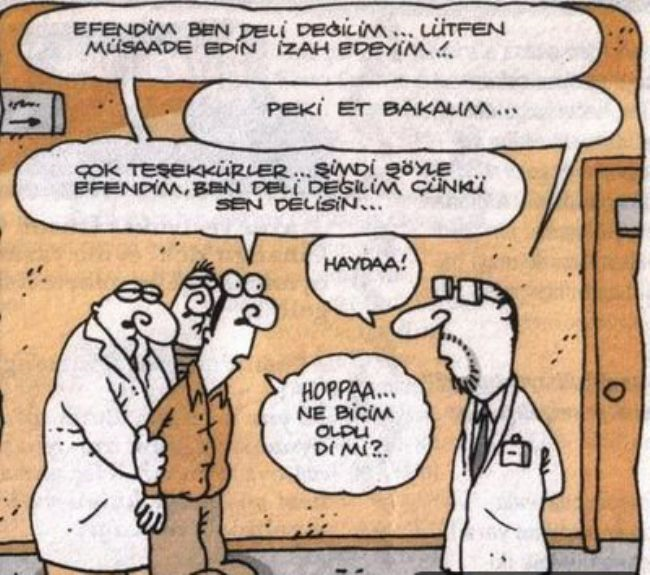 EFENDİM BEN DELİ DEĞİLİM... LÜTFEN
MÜSAADE EDİN İZAH EDEYİM!..
PEKİ ET BAKALIM...
ÇOK TEŞEKKÜRLER... ŞİMDİ ŞÖYLE
EFENDİM, BEN DELİ DEĞİLİM ÇÜNKÜ
SEN DELİSİN...
HAYDAA!
HOPPAA...
NE BİÇİM
OLDU
Dİ Mİ?..